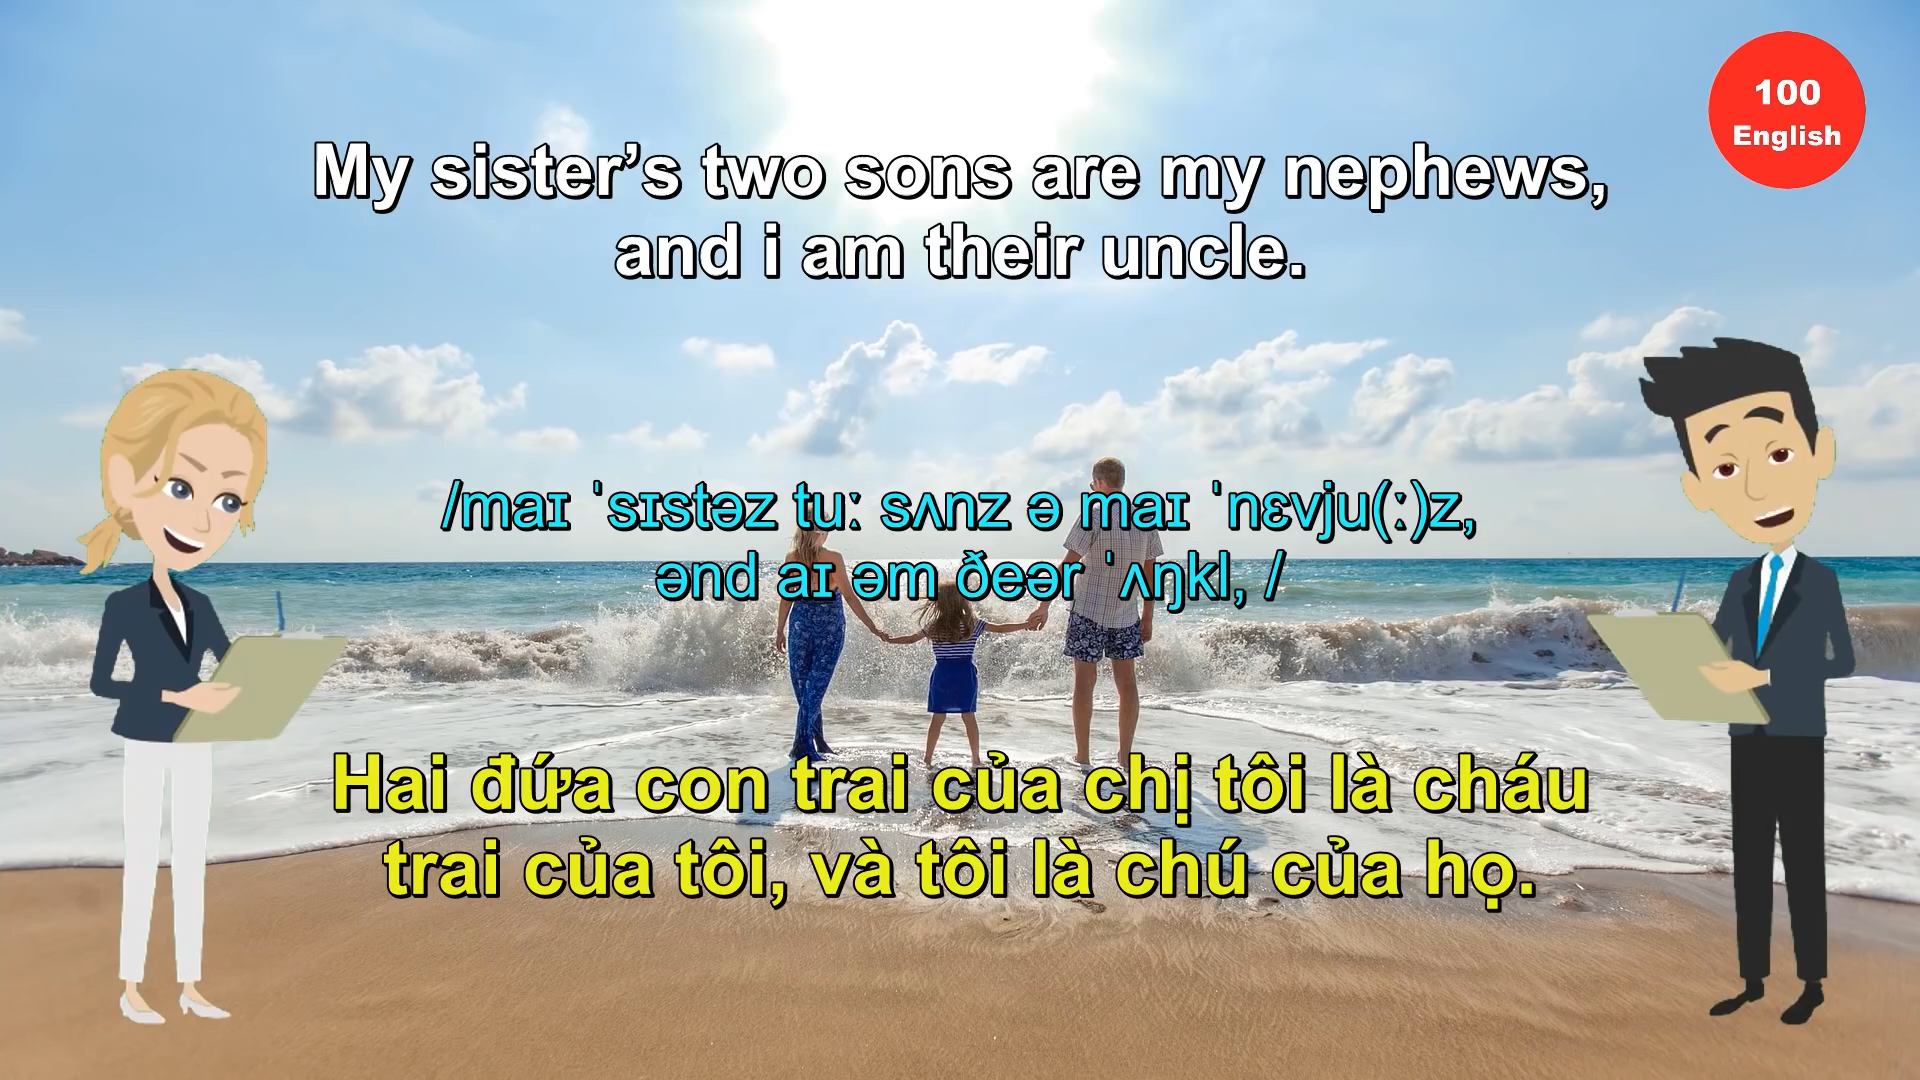 100
English
My sister’s two sons are my nephews,
and i am their uncle.
/maɪ ˈsɪstəz tuː sʌnz ə maɪ ˈnɛvju(ː)z,
ənd aɪ əm ðeər ˈʌŋkl, /
Hai đứa con trai của chị tôi là cháu
trai của tôi, và tôi là chú của họ.